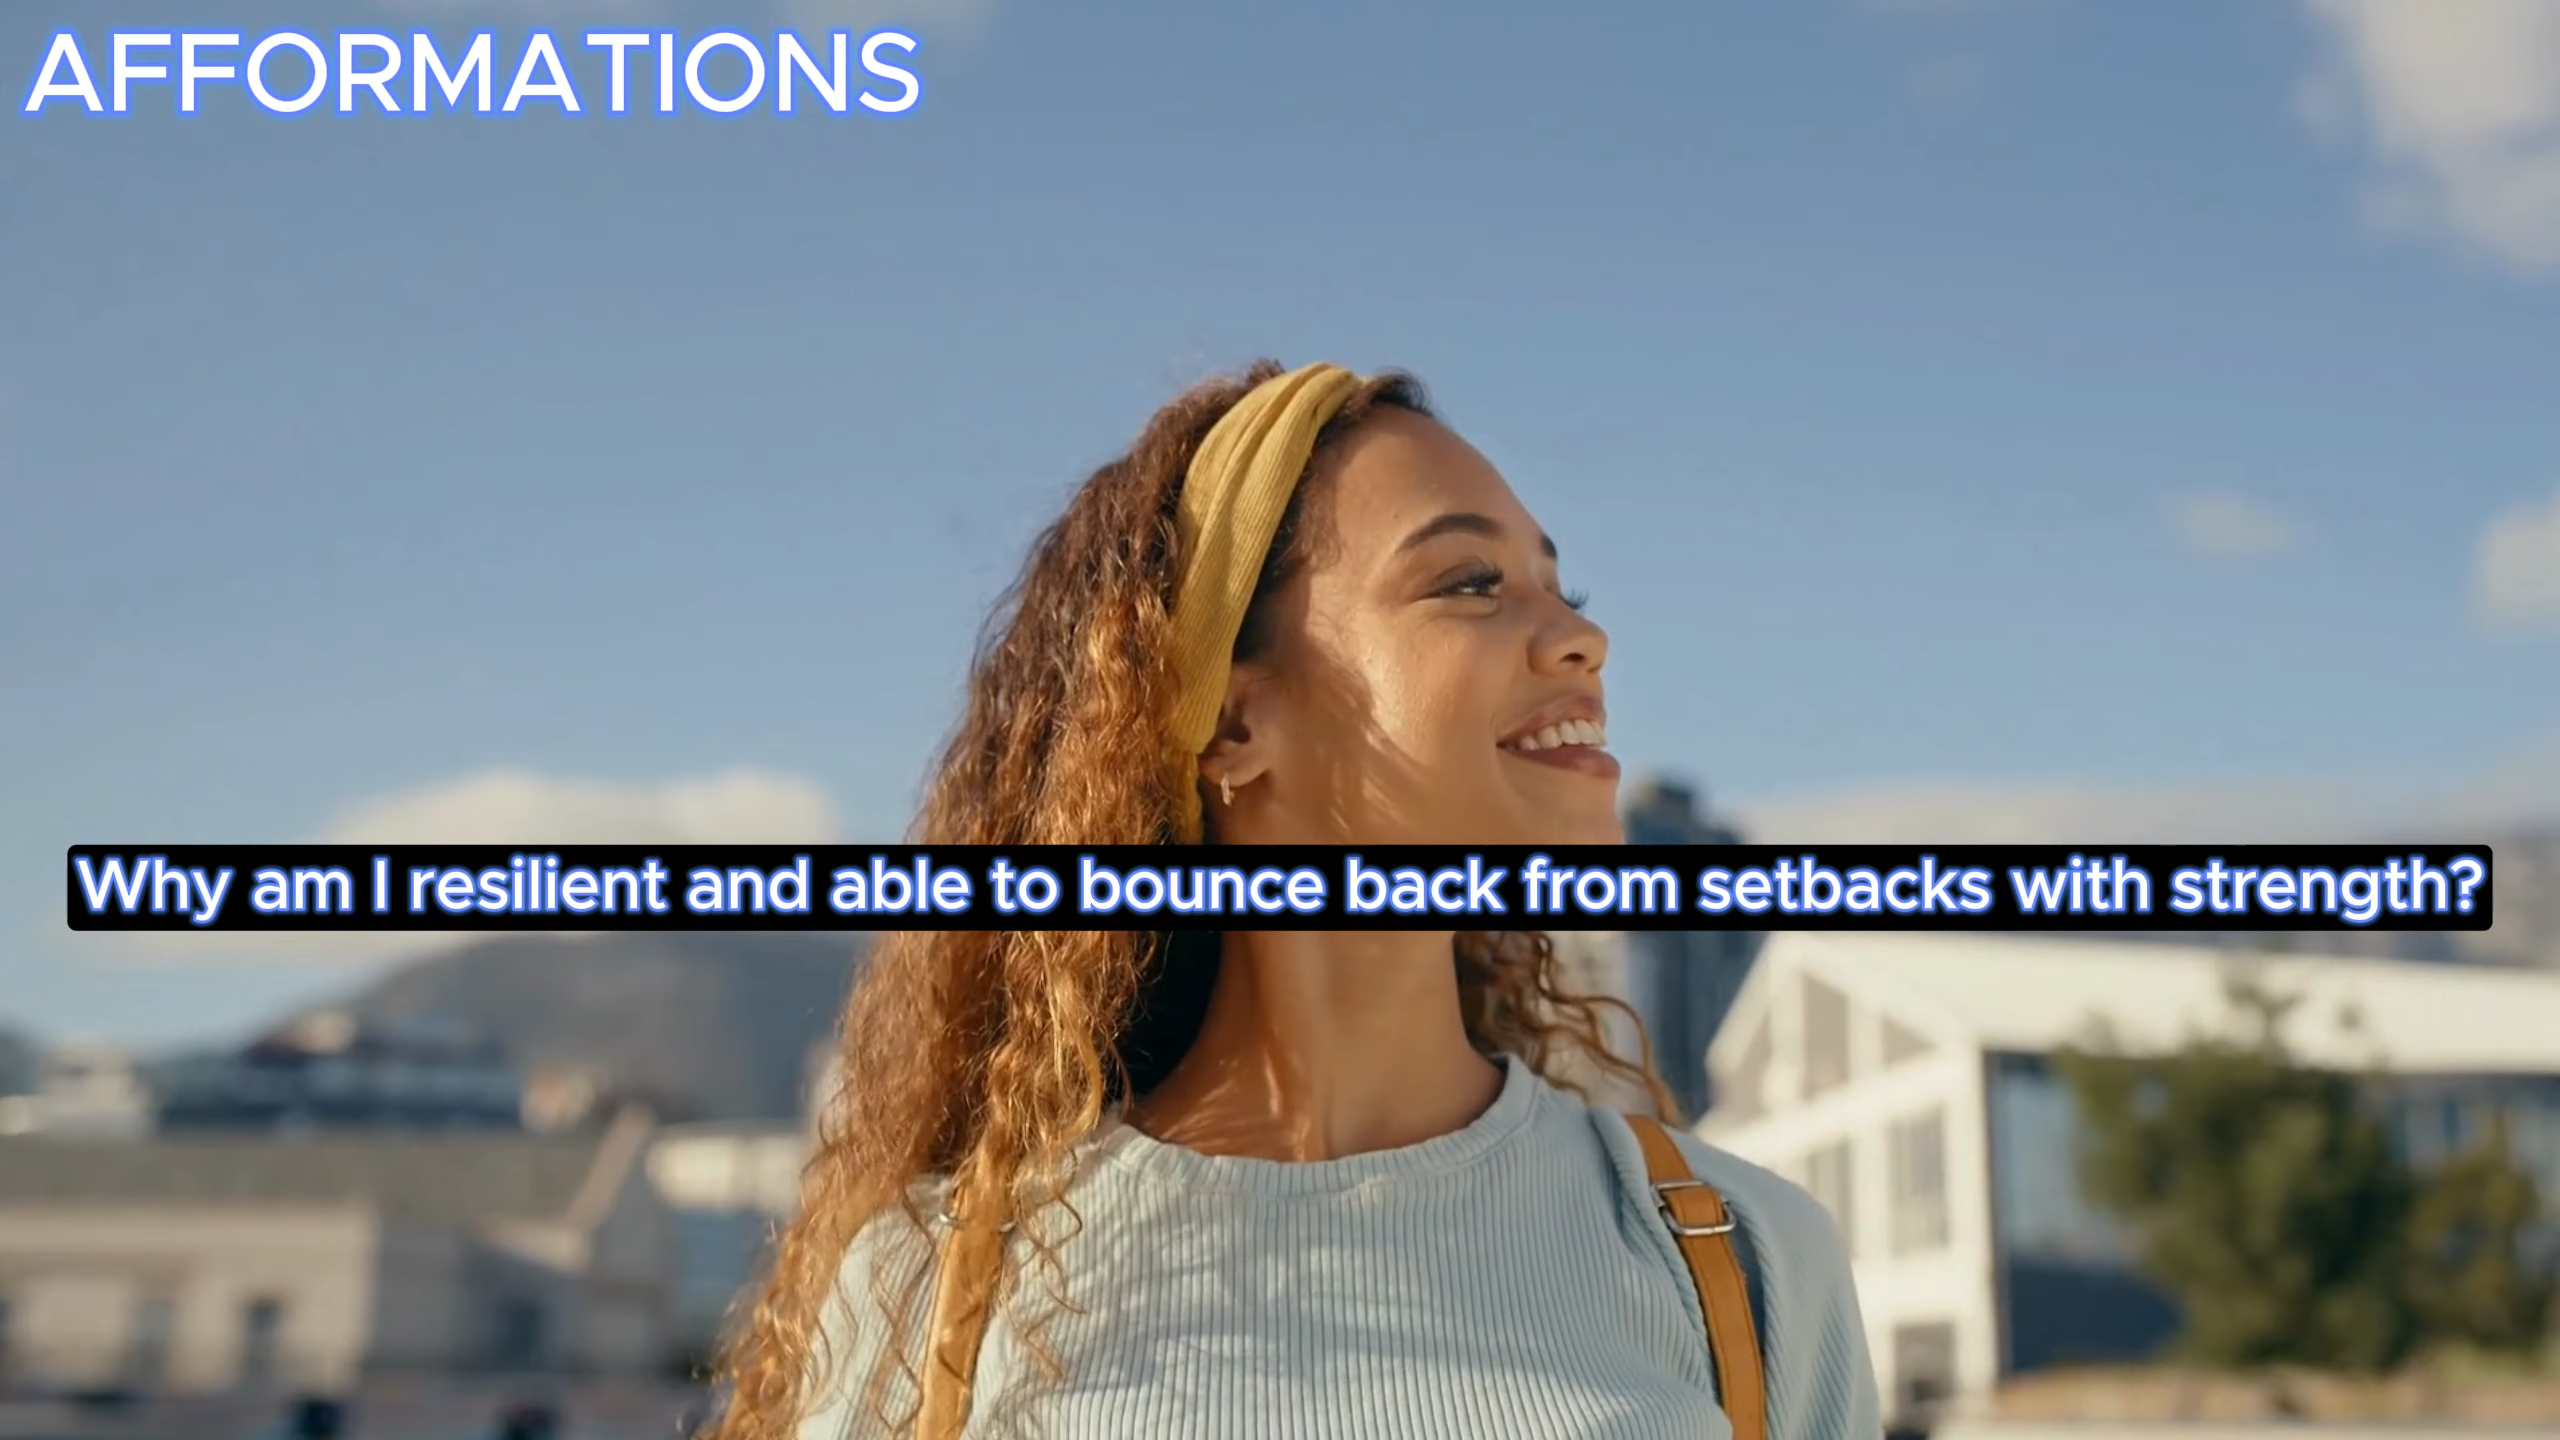 AFFORMATIONS
Why am I resilient and able to bounce back from setbacks with strength?